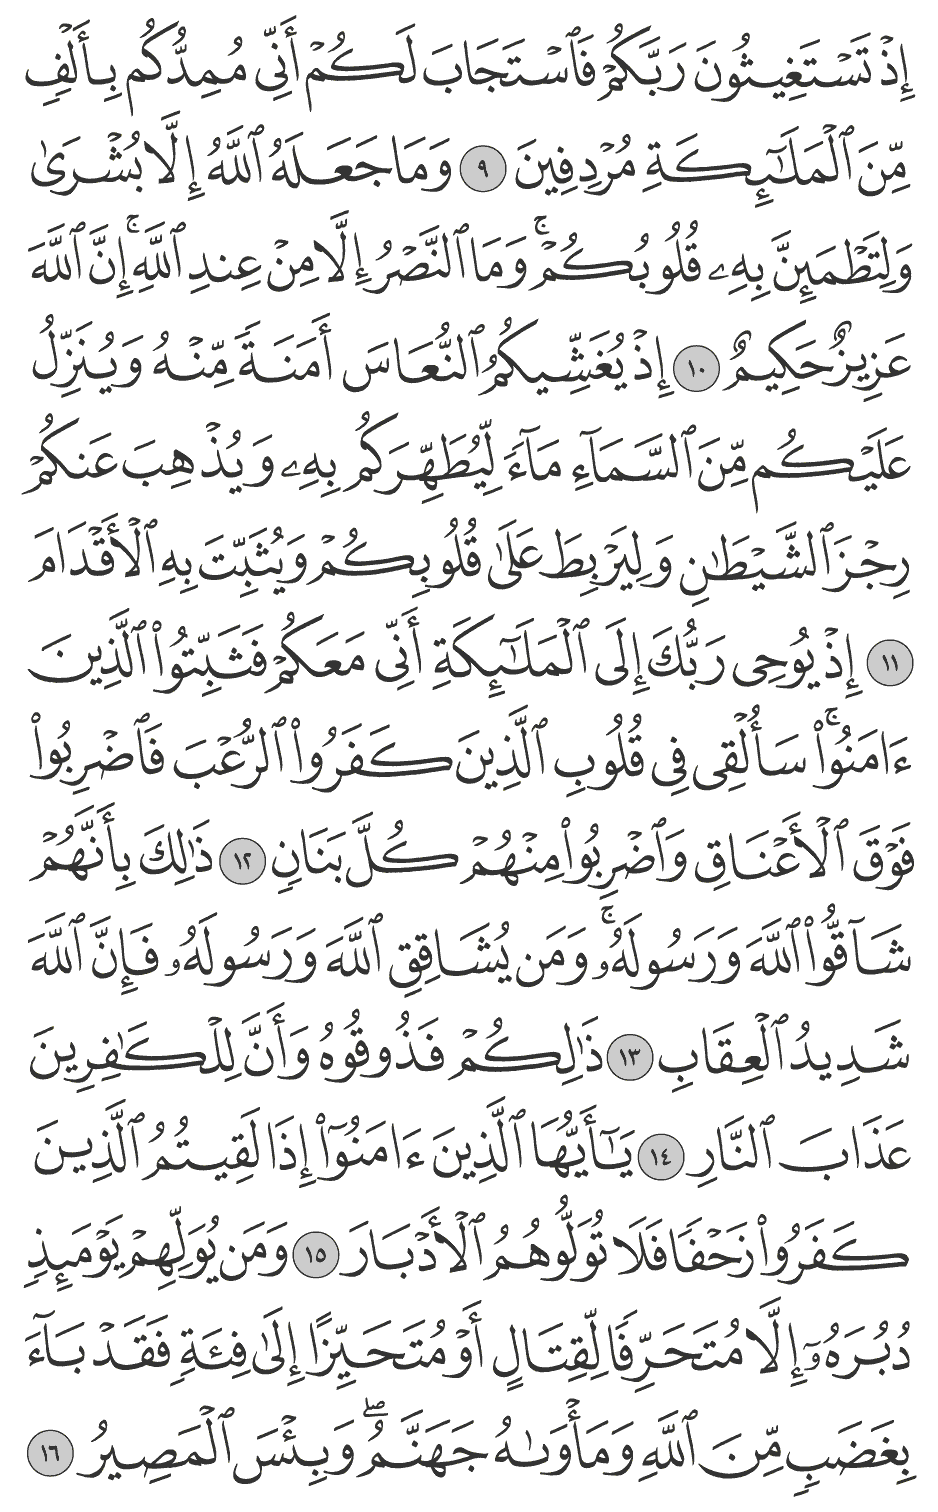 إِذْ تَسْتَغِيثُونَ رَبَّكُمْ فَٱسْتَجَابَ لَكُمْ أَنِّى مُمِدُّكُم بِأَلْفٍ
مِّنَ ٱلْمَلَـٰٓئِكَةِ مُرْدِفِينَ ٩ وَمَا جَعَلَهُ ٱللَّهُ إِلَّا بُشْرَىٰ
وَلِتَطْمَئِنَّ بِهِۦ قُلُوبُكُمْ ۚ وَمَا ٱلنَّصْرُ إِلَّا مِنْ عِندِ ٱللَّهِ ۚ إِنَّ ٱللَّهَ
عَزِيزٌ حَكِيمٌ ١٠ إِذْ يُغَشِّيكُمُ ٱلنُّعَاسَ أَمَنَةً مِّنْهُ وَيُنَزِّلُ
عَلَيْكُم مِّنَ ٱلسَّمَآءِ مَآءً لِّيُطَهِّرَكُم بِهِۦ وَيُذْهِبَ عَنكُمْ
رِجْزَ ٱلشَّيْطَـٰنِ وَلِيَرْبِطَ عَلَىٰ قُلُوبِكُمْ وَيُثَبِّتَ بِهِ ٱلْأَقْدَامَ
١١ إِذْ يُوحِى رَبُّكَ إِلَى ٱلْمَلَـٰٓئِكَةِ أَنِّى مَعَكُمْ فَثَبِّتُوا۟ ٱلَّذِينَ
ءَامَنُوا۟ ۚ سَأُلْقِى فِى قُلُوبِ ٱلَّذِينَ كَفَرُوا۟ ٱلرُّعْبَ فَٱضْرِبُوا۟
فَوْقَ ٱلْأَعْنَاقِ وَٱضْرِبُوا۟ مِنْهُمْ كُلَّ بَنَانٍ ١٢ ذَٰلِكَ بِأَنَّهُمْ
شَآقُّوا۟ ٱللَّهَ وَرَسُولَهُۥ ۚ وَمَن يُشَاقِقِ ٱللَّهَ وَرَسُولَهُۥ فَإِنَّ ٱللَّهَ
شَدِيدُ ٱلْعِقَابِ ١٣ ذَٰلِكُمْ فَذُوقُوهُ وَأَنَّ لِلْكَـٰفِرِينَ
عَذَابَ ٱلنَّارِ ١٤ يَـٰٓأَيُّهَا ٱلَّذِينَ ءَامَنُوٓا۟ إِذَا لَقِيتُمُ ٱلَّذِينَ
كَفَرُوا۟ زَحْفًا فَلَا تُوَلُّوهُمُ ٱلْأَدْبَارَ ١٥ وَمَن يُوَلِّهِمْ يَوْمَئِذٍ
دُبُرَهُۥٓ إِلَّا مُتَحَرِّفًا لِّقِتَالٍ أَوْ مُتَحَيِّزًا إِلَىٰ فِئَةٍ فَقَدْ بَآءَ
بِغَضَبٍ مِّنَ ٱللَّهِ وَمَأْوَىٰهُ جَهَنَّمُ ۖ وَبِئْسَ ٱلْمَصِيرُ ١٦